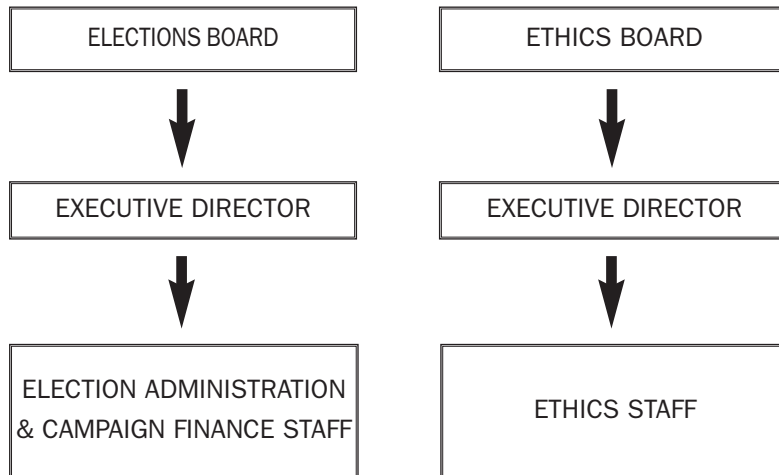 ELECTIONS BOARD
ETHICS BOARD
EXECUTIVE DIRECTOR
EXECUTIVE DIRECTOR
ELECTION ADMINISTRATION
& CAMPAIGN FINANCE STAFF
ETHICS STAFF